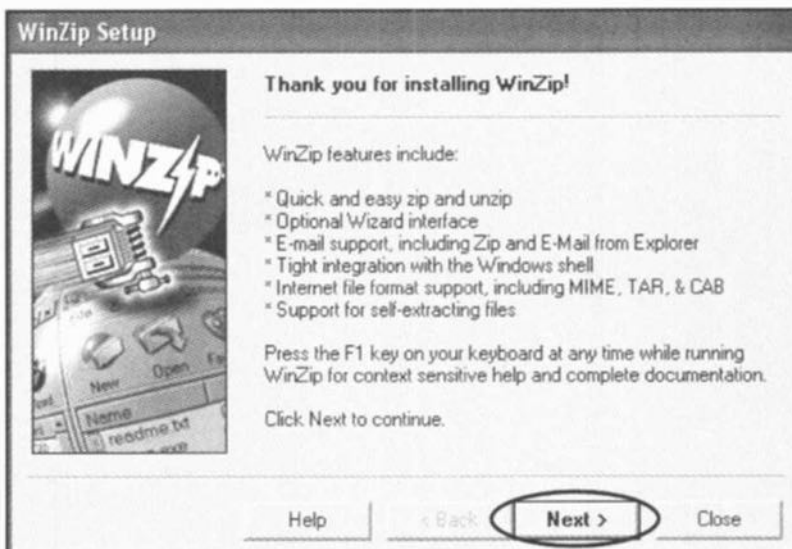 WinZip Setup
Thank you for installing WinZip!
WinZip features include:
* Quick and easy zip and unzip
* Optional Wizard interface
* E-mail support, including Zip and E-Mail from Explorer
* Tight integration with the Windows shell
* Internet file format support, including MIME, TAR, & CAB
* Support for self-extracting files
Press the F1 key on your keyboard at any time while running
WinZip for context sensitive help and complete documentation.
Click Next to continue.
WINZIP
New Open
Name
readme.txt
Help < Back Next > Close